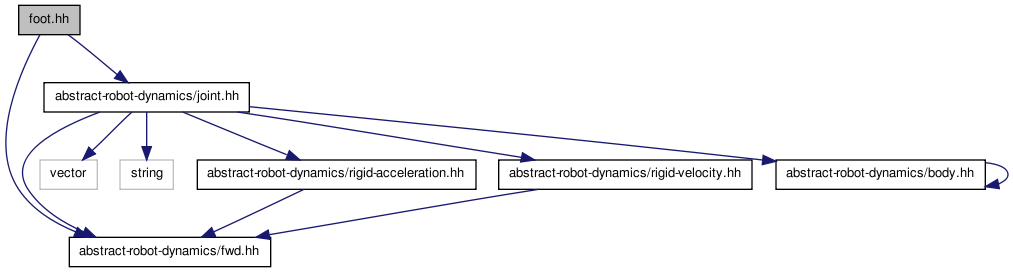 foot.hh
abstract-robot-dynamics/joint.hh
vector
string
abstract-robot-dynamics/rigid-acceleration.hh
abstract-robot-dynamics/rigid-velocity.hh
abstract-robot-dynamics/body.hh
abstract-robot-dynamics/fwd.hh